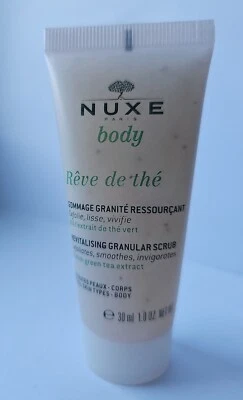 NUXE
PARIS
body
Rêve de thé
GOMMAGE GRANITÉ RESSOURÇANT
lisse, vivifie
extrait de thé vert
REVITALISING GRANULAR SCRUB
smoothes, invigorates
green tea extract
PEAUX - CORPS
SKIN TYPES - BODY
e 30 ml 1.0 OZ.